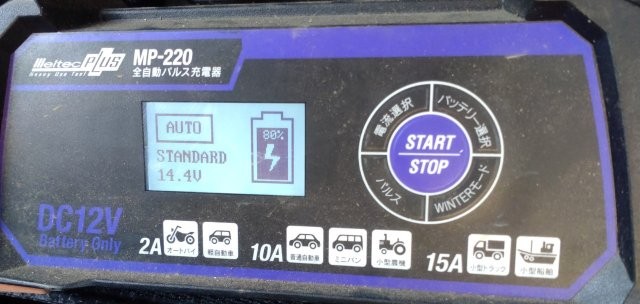 Meltec PLUS
Heavy Use Tool
MP-220
全自動パルス充電器
AUTO
80%
STANDARD
14.4V
電流選択
バッテリー選択
START
STOP
パルス
WINTERモード
DC12V
Battery Only
2A
オートバイ
軽自動車
10A
普通自動車
ミニバン
小型農機
15A
小型トラック
小型船舶